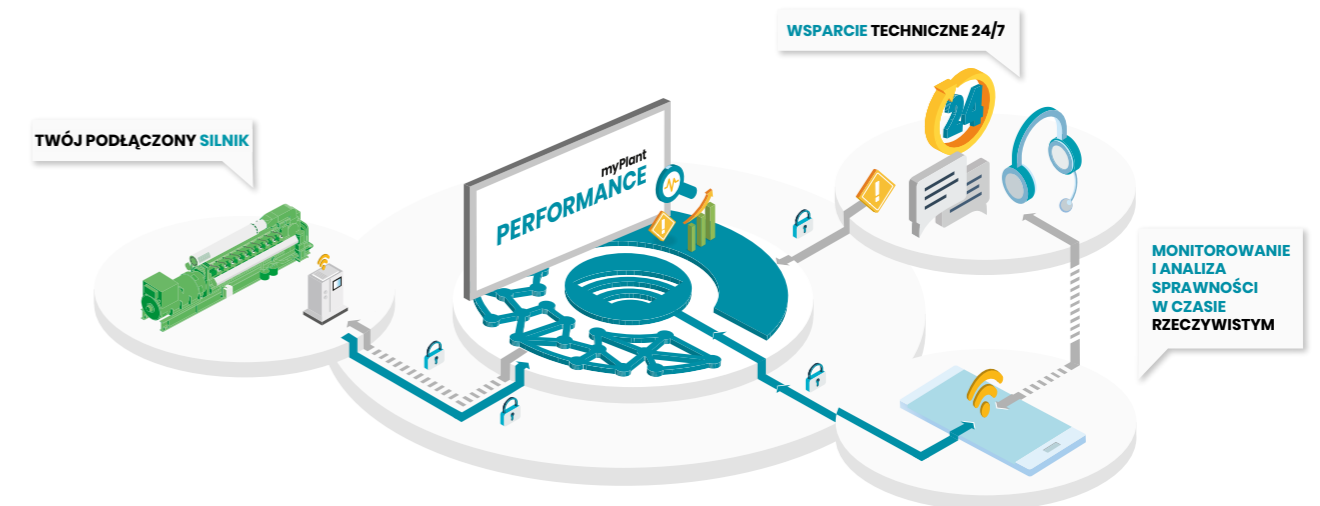 WSPARCIE TECHNICZNE 24/7
24
TWÓJ PODŁĄCZONY SILNIK
myPlant
PERFORMANCE
MONITOROWANIE
I ANALIZA
SPRAWNOŚCI
W CZASIE
RZECZYWISTYM